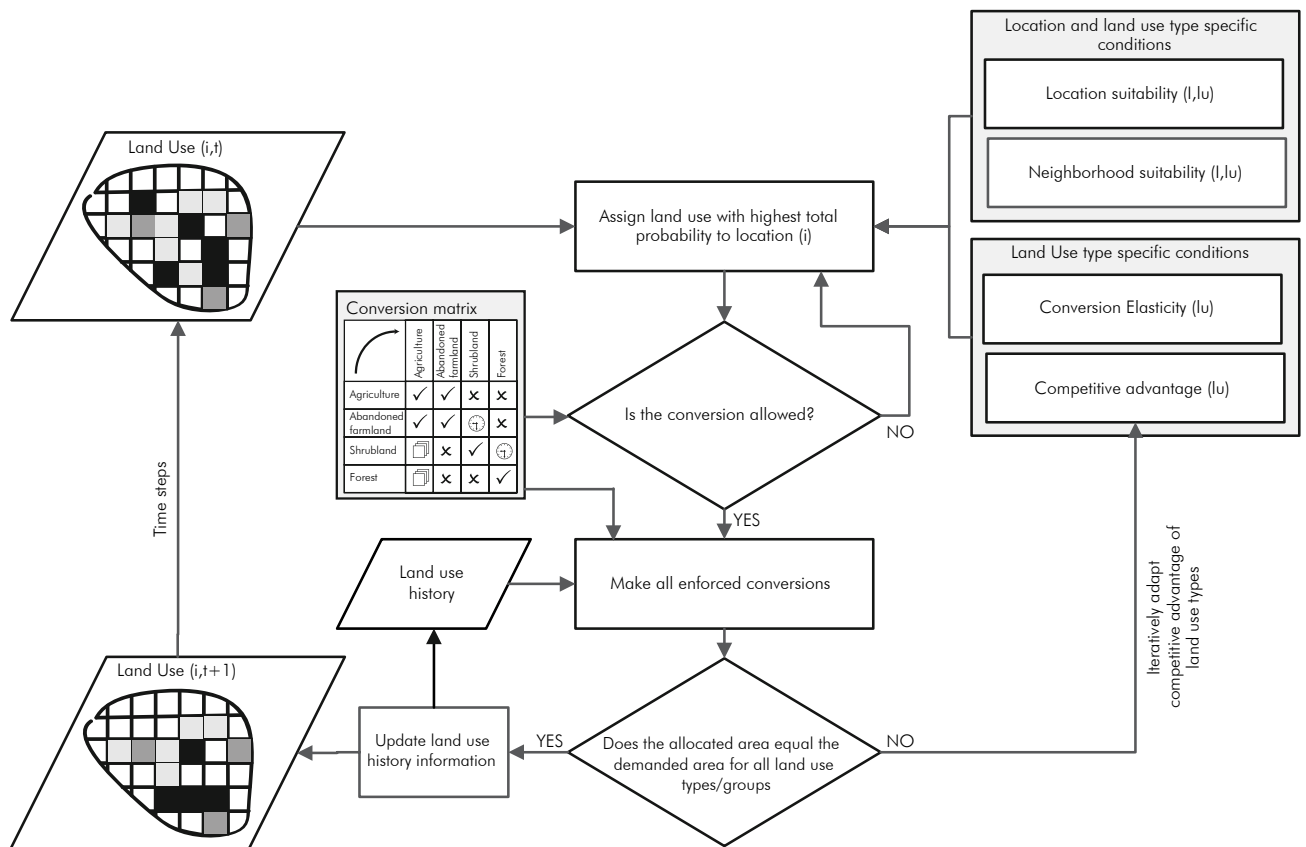 Location and land use type specific
conditions
Location suitability (l,lu)
Neighborhood suitability (l,lu)
Land Use type specific conditions
Conversion Elasticity (lu)
Competitive advantage (lu)
Land Use (i,t)
Assign land use with highest total
probability to location (i)
Conversion matrix
Agriculture
Abandoned
farmland
Shrubland
Forest
Agriculture
Abandoned
farmland
Shrubland
Forest
Is the conversion allowed?
NO
YES
Time steps
Land use
history
Make all enforced conversions
Iteratively adapt
competitive advantage of
land use types
Land Use (i,t+1)
Update land use
history information
YES
Does the allocated area equal the
demanded area for all land use
types/groups
NO